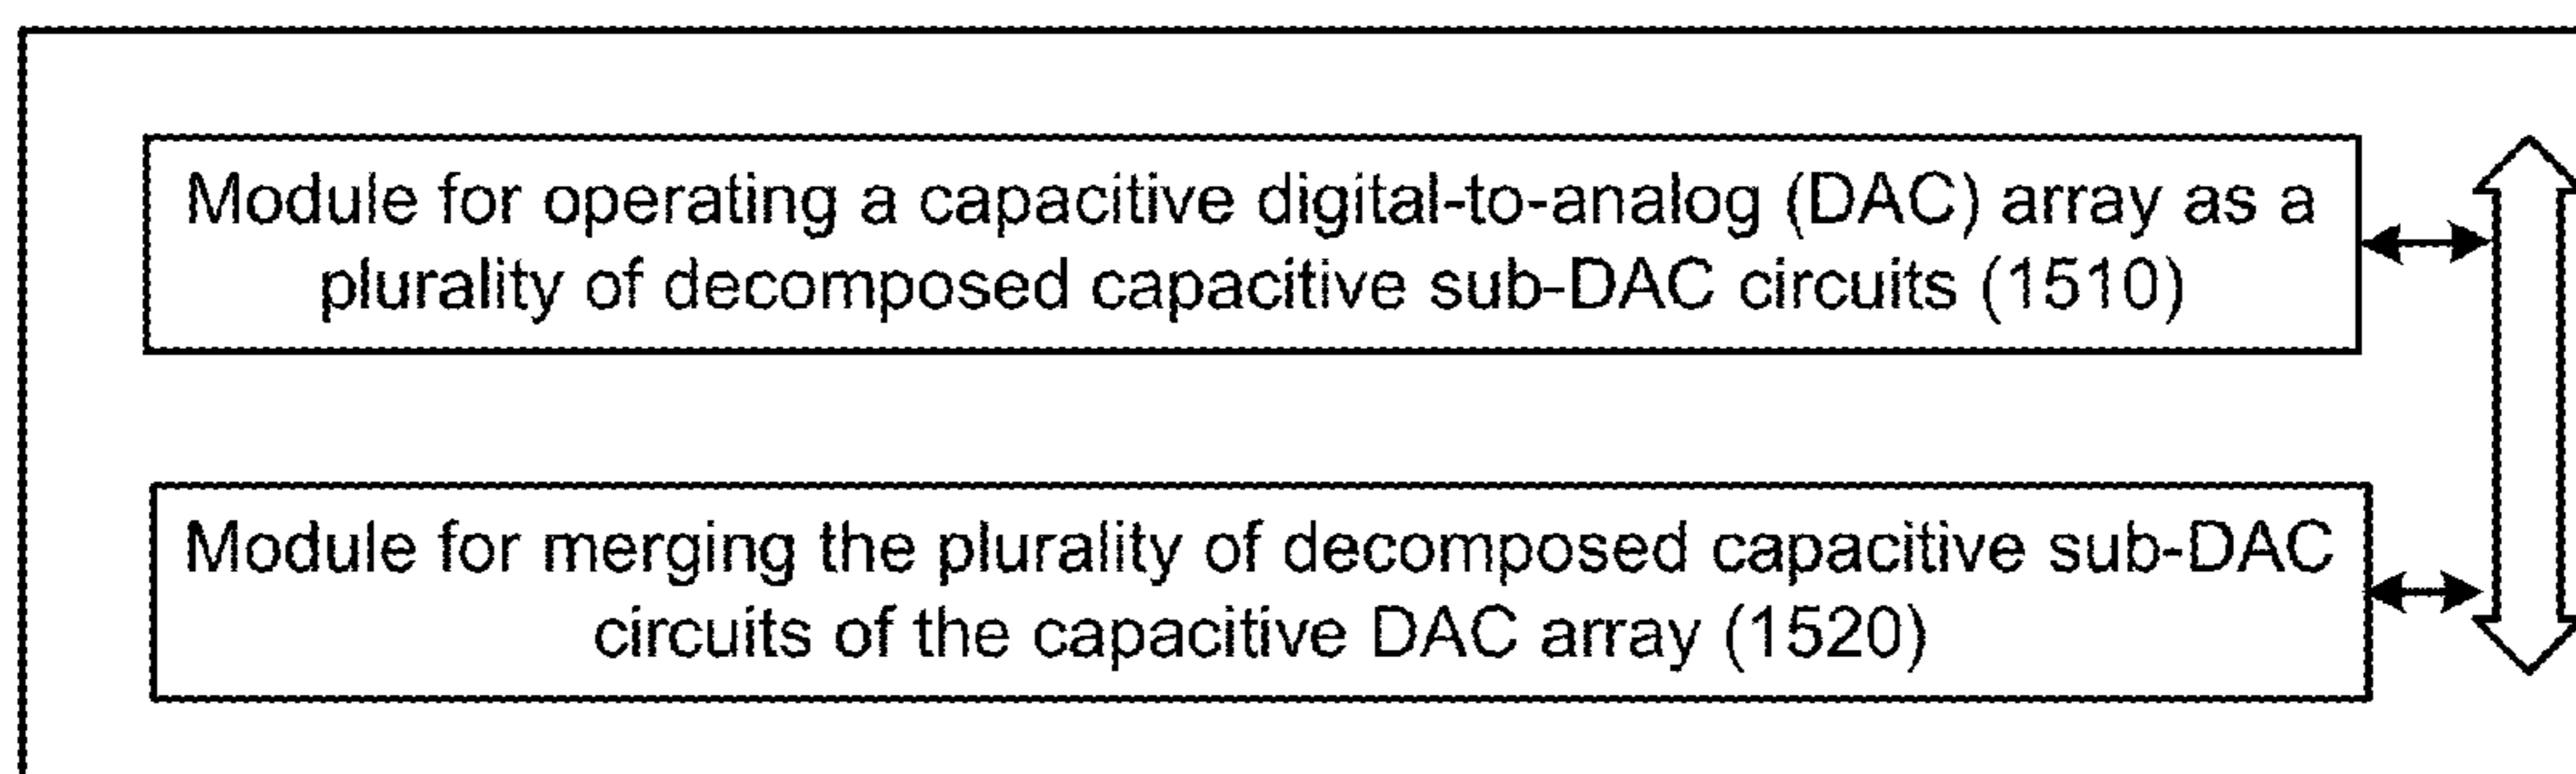 Module for operating a capacitive digital-to-analog (DAC) array as a
plurality of decomposed capacitive sub-DAC circuits (1510)
Module for merging the plurality of decomposed capacitive sub-DAC
circuits of the capacitive DAC array (1520)